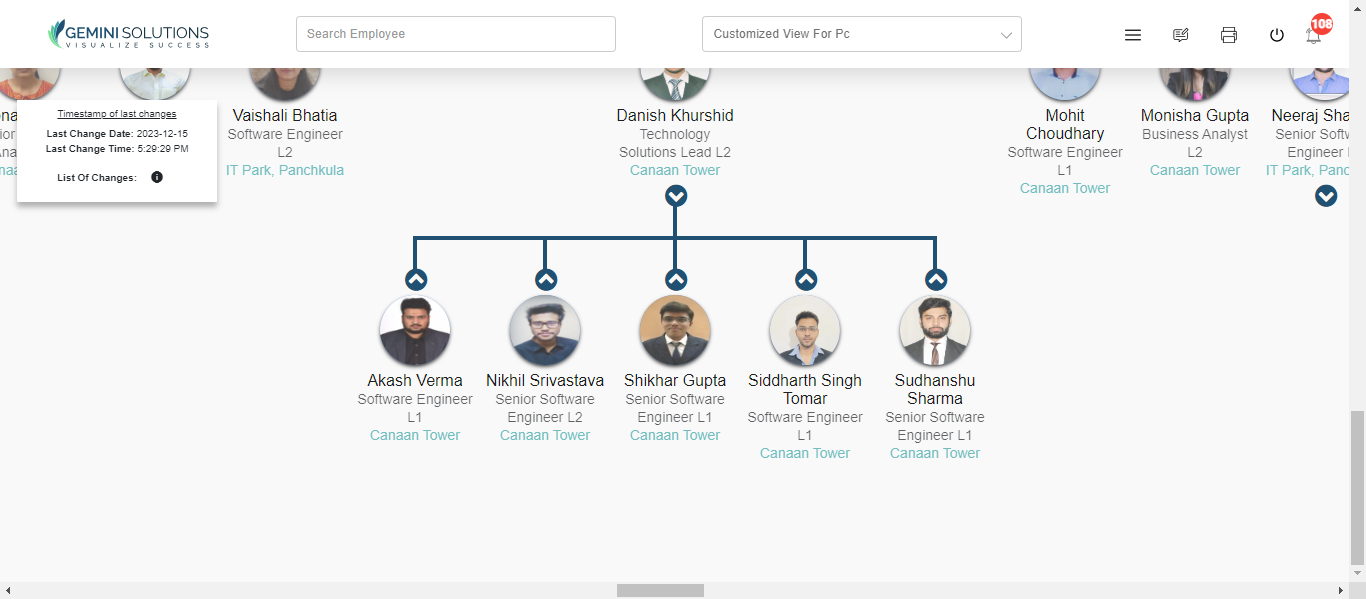 GEMINI SOLUTIONS
VISUALIZE SUCCESS
Search Employee
Customized View For Pc
108
Timestamp of last changes
Last Change Date: 2023-12-15
Last Change Time: 5:29:29 PM
List Of Changes:
Vaishali Bhatia
Software Engineer
L2
IT Park, Panchkula
Danish Khurshid
Technology
Solutions Lead L2
Canaan Tower
Mohit
Choudhary
Software Engineer
L1
Canaan Tower
Monisha Gupta
Business Analyst
L2
Canaan Tower
Neeraj Sha
Senior Softw
Engineer
IT Park, Panc
Akash Verma
Software Engineer
L1
Canaan Tower
Nikhil Srivastava
Senior Software
Engineer L2
Canaan Tower
Shikhar Gupta
Senior Software
Engineer L1
Canaan Tower
Siddharth Singh
Tomar
Software Engineer
L1
Canaan Tower
Sudhanshu
Sharma
Senior Software
Engineer L1
Canaan Tower